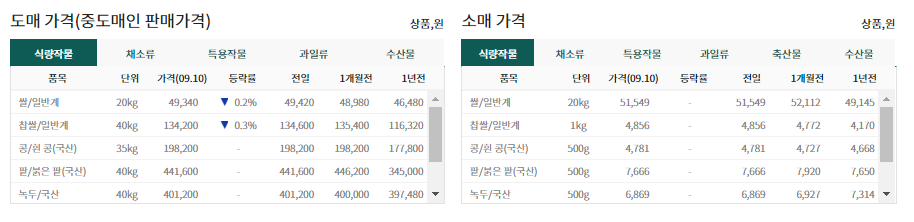 도매 가격(중도매인 판매가격) 상품,원
식량작물 채소류 특용작물 과일류 수산물
품목 단위 가격(09.10) 등락률 전일 1개월전 1년전
쌀/일반계 20kg 49,340 ▼ 0.2% 49,420 48,980 46,480
찹쌀/일반계 40kg 134,200 ▼ 0.3% 134,600 135,400 116,320
콩/흰 콩(국산) 35kg 198,200 - 198,200 198,200 177,800
팥/붉은 팥(국산) 40kg 441,600 - 441,600 446,200 345,000
녹두/국산 40kg 401,200 - 401,200 400,000 397,480
소매 가격 상품,원
식량작물 채소류 특용작물 과일류 축산물 수산물
품목 단위 가격(09.10) 등락률 전일 1개월전 1년전
쌀/일반계 20kg 51,549 - 51,549 52,112 49,145
찹쌀/일반계 1kg 4,856 - 4,856 4,772 4,170
콩/흰 콩(국산) 500g 4,781 - 4,781 4,727 4,668
팥/붉은 팥(국산) 500g 7,666 - 7,666 7,920 7,650
녹두/국산 500g 6,869 - 6,869 6,927 7,314